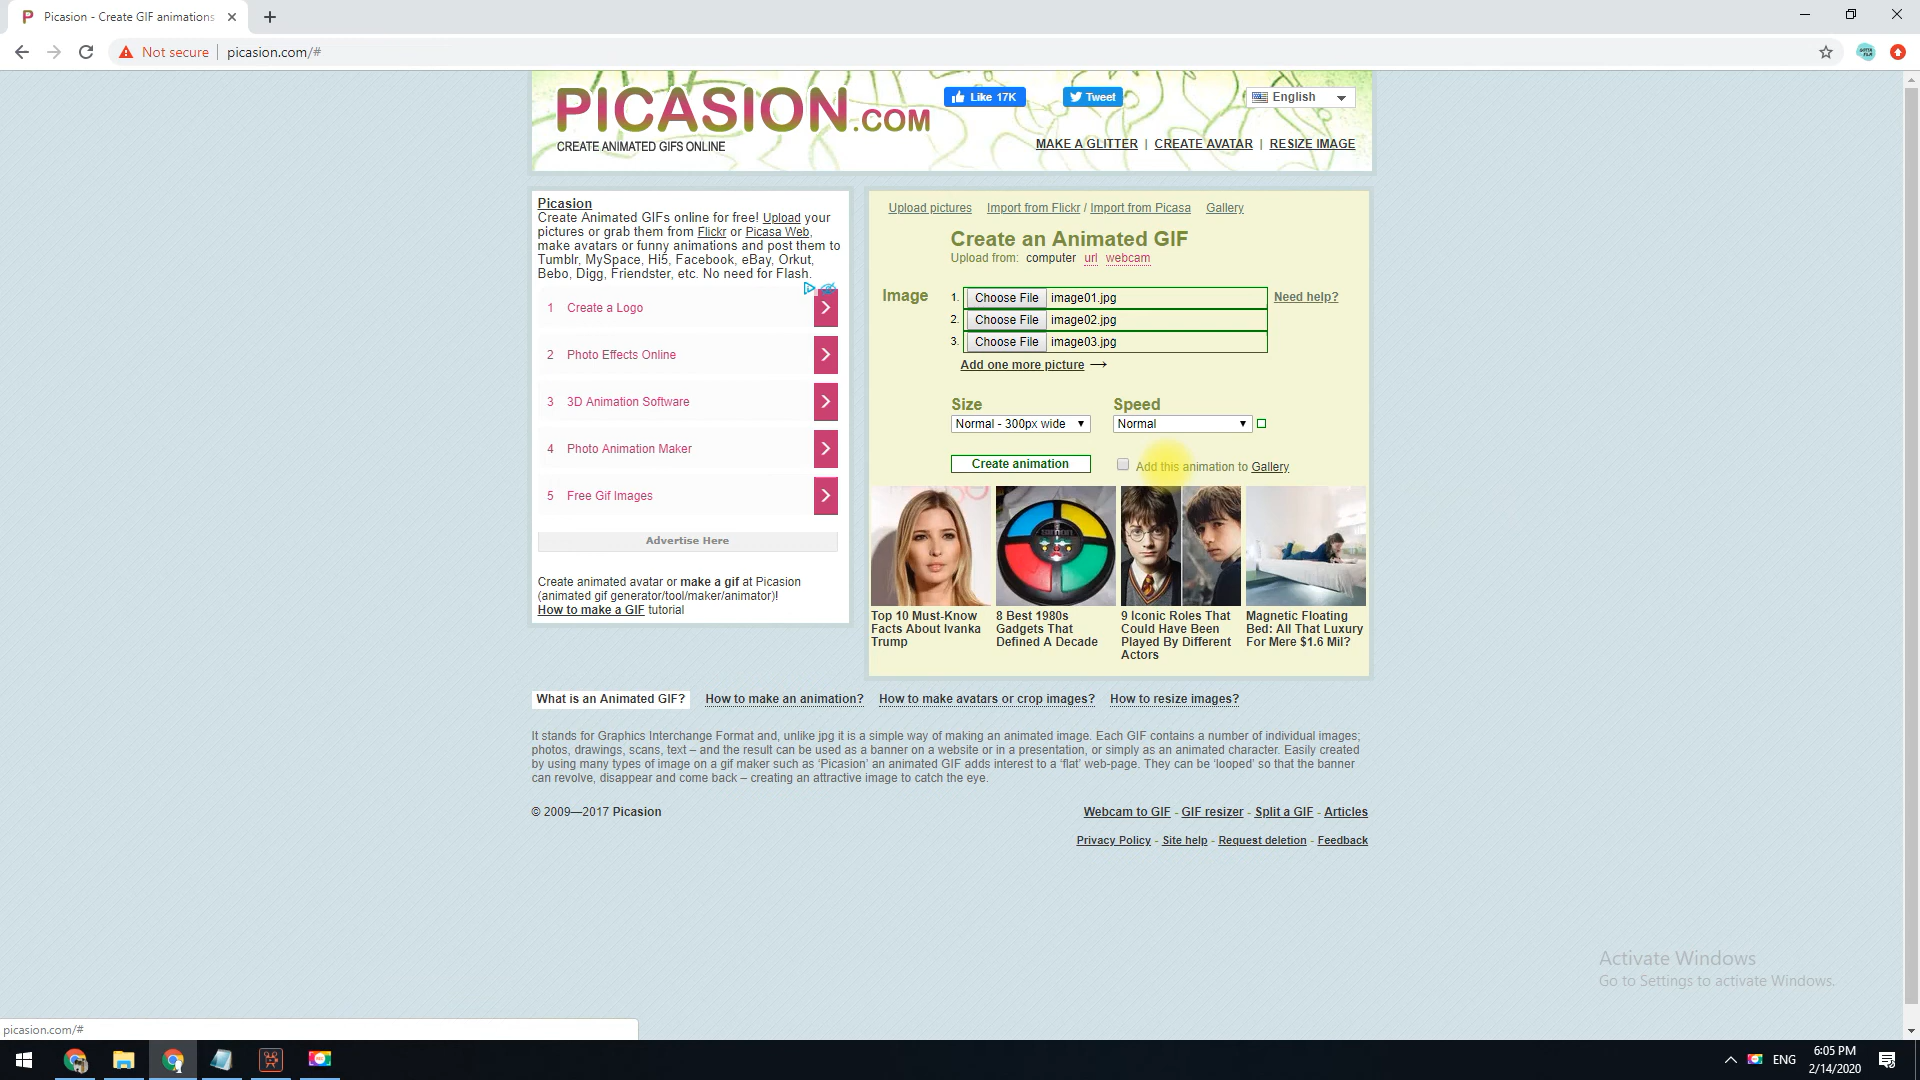 Picasion - Create GIF animations
Not secure
picasion.com/#
PICASION.COM
CREATE ANIMATED GIFS ONLINE
Like 17K
Tweet
English
MAKE A GLITTER | CREATE AVATAR | RESIZE IMAGE
Picasion
Create Animated GIFs online for free! Upload your
pictures or grab them from Flickr or Picasa Web,
make avatars or funny animations and post them to
Tumblr, MySpace, Hi5, Facebook, eBay, Orkut,
Bebo, Digg, Friendster, etc. No need for Flash.
1 Create a Logo
2 Photo Effects Online
3 3D Animation Software
4 Photo Animation Maker
5 Free Gif Images
Advertise Here
Create animated avatar or make a gif at Picasion
(animated gif generator/tool/maker/animator)!
How to make a GIF tutorial
Upload pictures Import from Flickr / Import from Picasa Gallery
Create an Animated GIF
Upload from: computer url webcam
Image
1. Choose File image01.jpg
Need help?
2. Choose File image02.jpg
3. Choose File image03.jpg
Add one more picture →
Size
Speed
Normal - 300px wide
Normal
Create animation
Add this animation to Gallery
Top 10 Must-Know
Facts About Ivanka
Trump
8 Best 1980s
Gadgets That
Defined A Decade
9 Iconic Roles That
Could Have Been
Played By Different
Actors
Magnetic Floating
Bed: All That Luxury
For Mere $1.6 Mil?
What is an Animated GIF? How to make an animation? How to make avatars or crop images? How to resize images?
It stands for Graphics Interchange Format and, unlike jpg it is a simple way of making an animated image. Each GIF contains a number of individual images;
photos, drawings, scans, text – and the result can be used as a banner on a website or in a presentation, or simply as an animated character. Easily created
by using many types of image on a gif maker such as ‘Picasion’ an animated GIF adds interest to a ‘flat’ web-page. They can be ‘looped’ so that the banner
can revolve, disappear and come back – creating an attractive image to catch the eye.
© 2009—2017 Picasion
Webcam to GIF - GIF resizer - Split a GIF - Articles
Privacy Policy - Site help - Request deletion - Feedback
Activate Windows
Go to Settings to activate Windows.
picasion.com/#
ENG
6:05 PM
2/14/2020